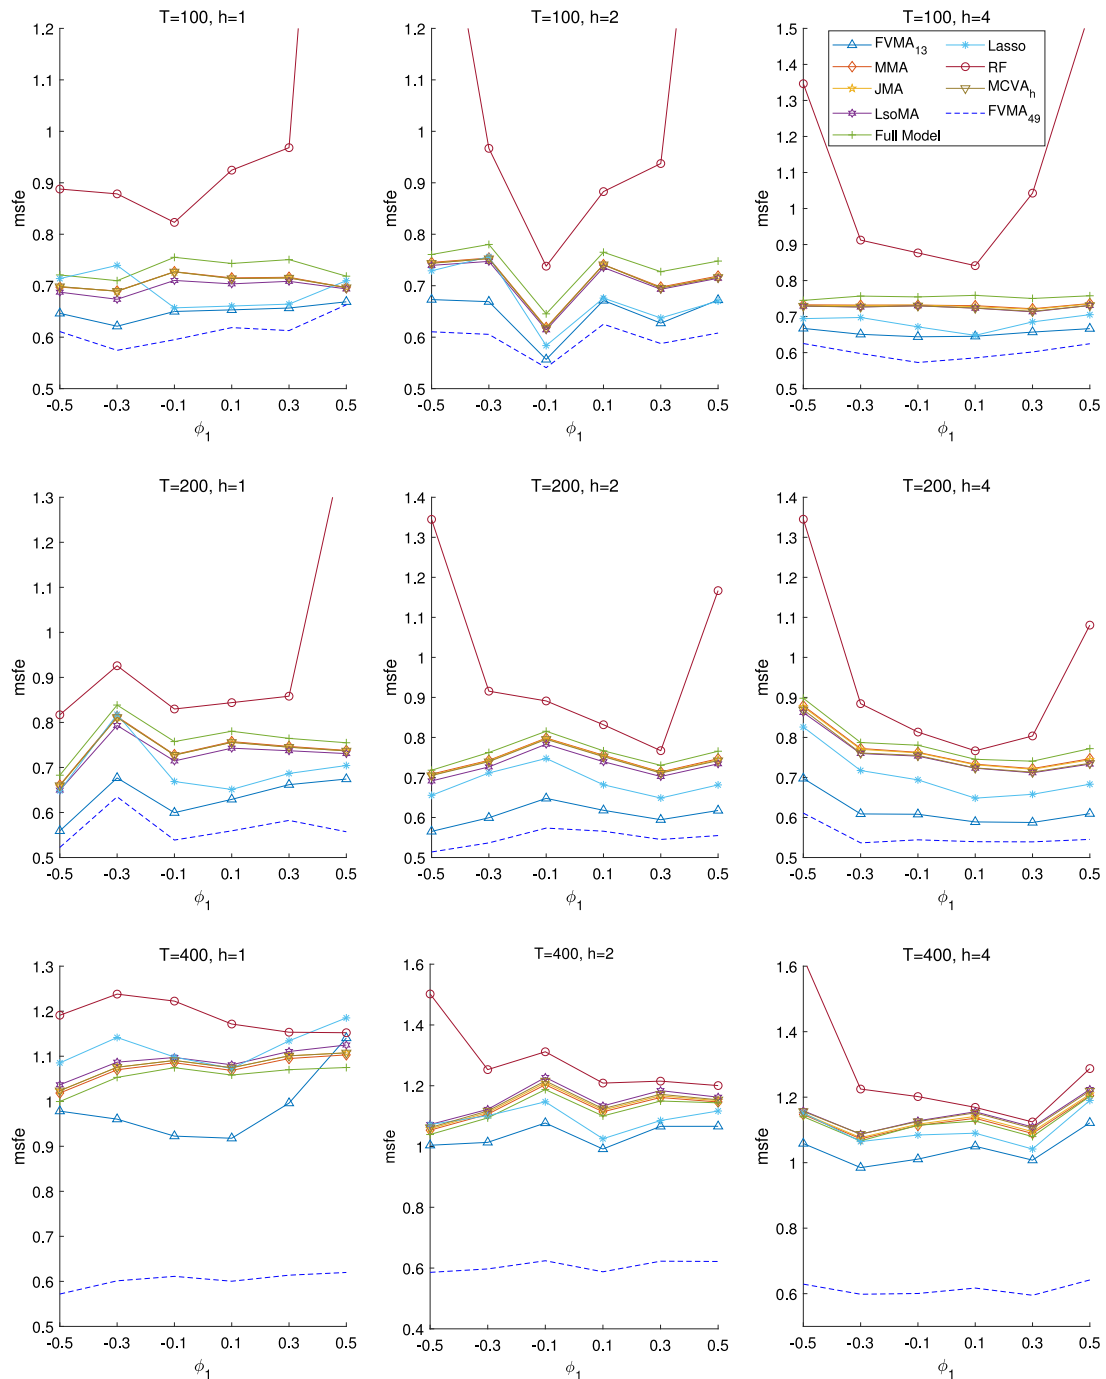 T=100, h=1
1.2
1.1
1
0.9
0.8
0.7
0.6
0.5
msfe
-0.5 -0.3 -0.1 0.1 0.3 0.5
ϕ1
T=100, h=2
1.2
1.1
1
0.9
0.8
0.7
0.6
0.5
msfe
-0.5 -0.3 -0.1 0.1 0.3 0.5
ϕ1
T=100, h=4
1.5
1.4
1.3
1.2
1.1
1
0.9
0.8
0.7
0.6
0.5
msfe
-0.5 -0.3 -0.1 0.1 0.3 0.5
ϕ1
FVMA13
MMA
JMA
LsoMA
Full Model
Lasso
RF
MCVAh
FVMA49
T=200, h=1
1.3
1.2
1.1
1
0.9
0.8
0.7
0.6
0.5
msfe
-0.5 -0.3 -0.1 0.1 0.3 0.5
ϕ1
T=200, h=2
1.4
1.3
1.2
1.1
1
0.9
0.8
0.7
0.6
0.5
msfe
-0.5 -0.3 -0.1 0.1 0.3 0.5
ϕ1
T=200, h=4
1.4
1.3
1.2
1.1
1
0.9
0.8
0.7
0.6
0.5
msfe
-0.5 -0.3 -0.1 0.1 0.3 0.5
ϕ1
T=400, h=1
1.3
1.2
1.1
1
0.9
0.8
0.7
0.6
0.5
msfe
-0.5 -0.3 -0.1 0.1 0.3 0.5
ϕ1
T=400, h=2
1.6
1.4
1.2
1
0.8
0.6
0.4
msfe
-0.5 -0.3 -0.1 0.1 0.3 0.5
ϕ1
T=400, h=4
1.6
1.4
1.2
1
0.8
0.6
msfe
-0.5 -0.3 -0.1 0.1 0.3 0.5
ϕ1